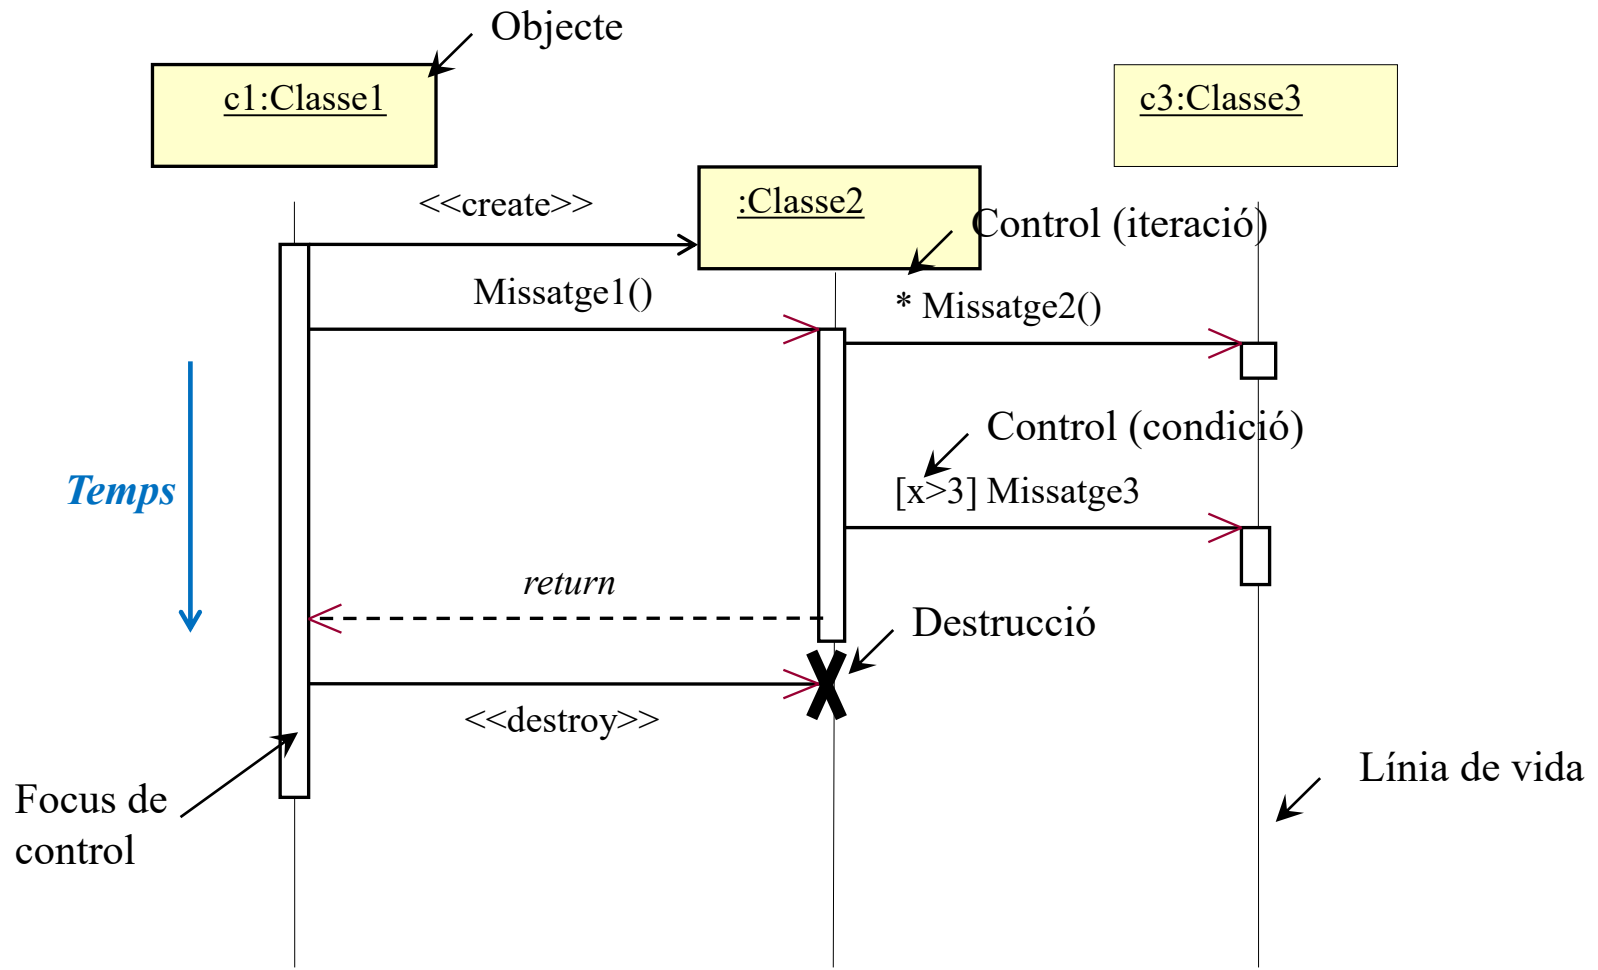 Objecte
c1:Classe1
c3:Classe3
<<create>>
:Classe2
Control (iteració)
Missatge1()
* Missatge2()
Control (condició)
Temps
[x>3] Missatge3
return
Destrucció
<<destroy>>
Línia de vida
Focus de
control